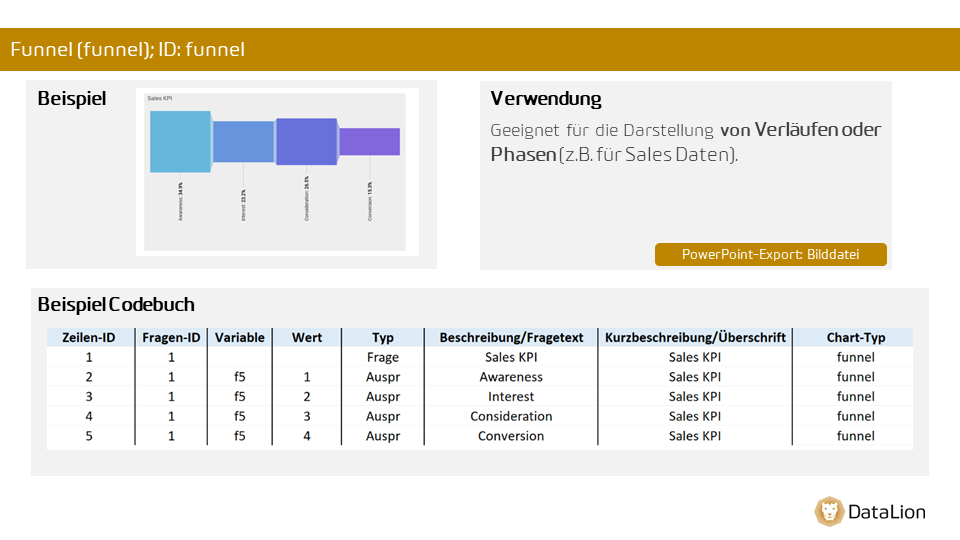 Funnel (funnel); ID: funnel
Beispiel
Sales KPI
Awareness: 34.9%
Interest: 23.2%
Consideration: 26.5%
Conversion: 15.3%
Verwendung
Geeignet für die Darstellung von Verläufen oder
Phasen (z.B. für Sales Daten).
PowerPoint-Export: Bilddatei
Beispiel Codebuch
Zeilen-ID Fragen-ID Variable Wert Typ Beschreibung/Fragetext Kurzbeschreibung/Überschrift Chart-Typ
1 1 Frage Sales KPI Sales KPI funnel
2 1 f5 1 Auspr Awareness Sales KPI funnel
3 1 f5 2 Auspr Interest Sales KPI funnel
4 1 f5 3 Auspr Consideration Sales KPI funnel
5 1 f5 4 Auspr Conversion Sales KPI funnel
DataLion